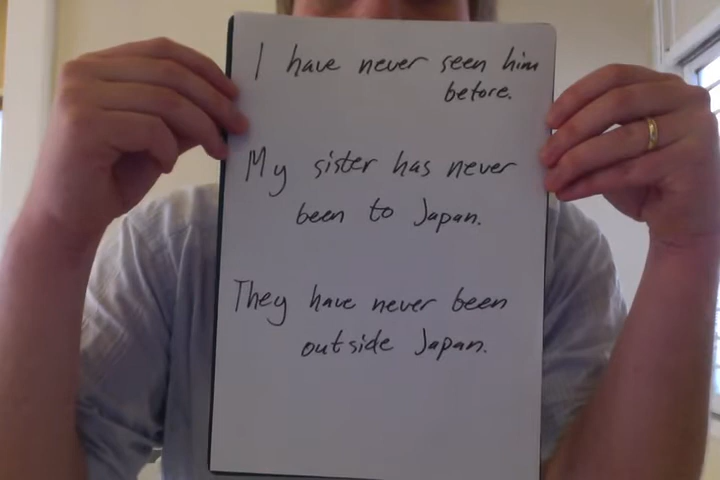 I have never seen him
before.
My sister has never
been to Japan.
They have never been
outside Japan.